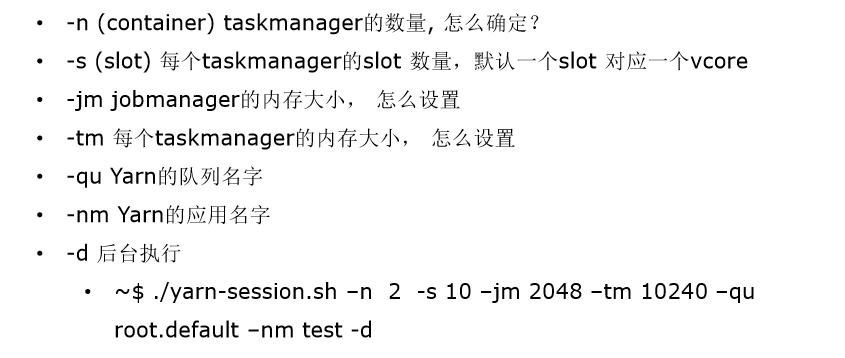 • -n (container) taskmanager的数量, 怎么确定？
• -s (slot) 每个taskmanager的slot 数量，默认一个slot 对应一个vcore
• -jm jobmanager的内存大小， 怎么设置
• -tm 每个taskmanager的内存大小， 怎么设置
• -qu Yarn的队列名字
• -nm Yarn的应用名字
• -d 后台执行
• ~$ ./yarn-session.sh –n 2 -s 10 –jm 2048 –tm 10240 –qu
root.default –nm test -d